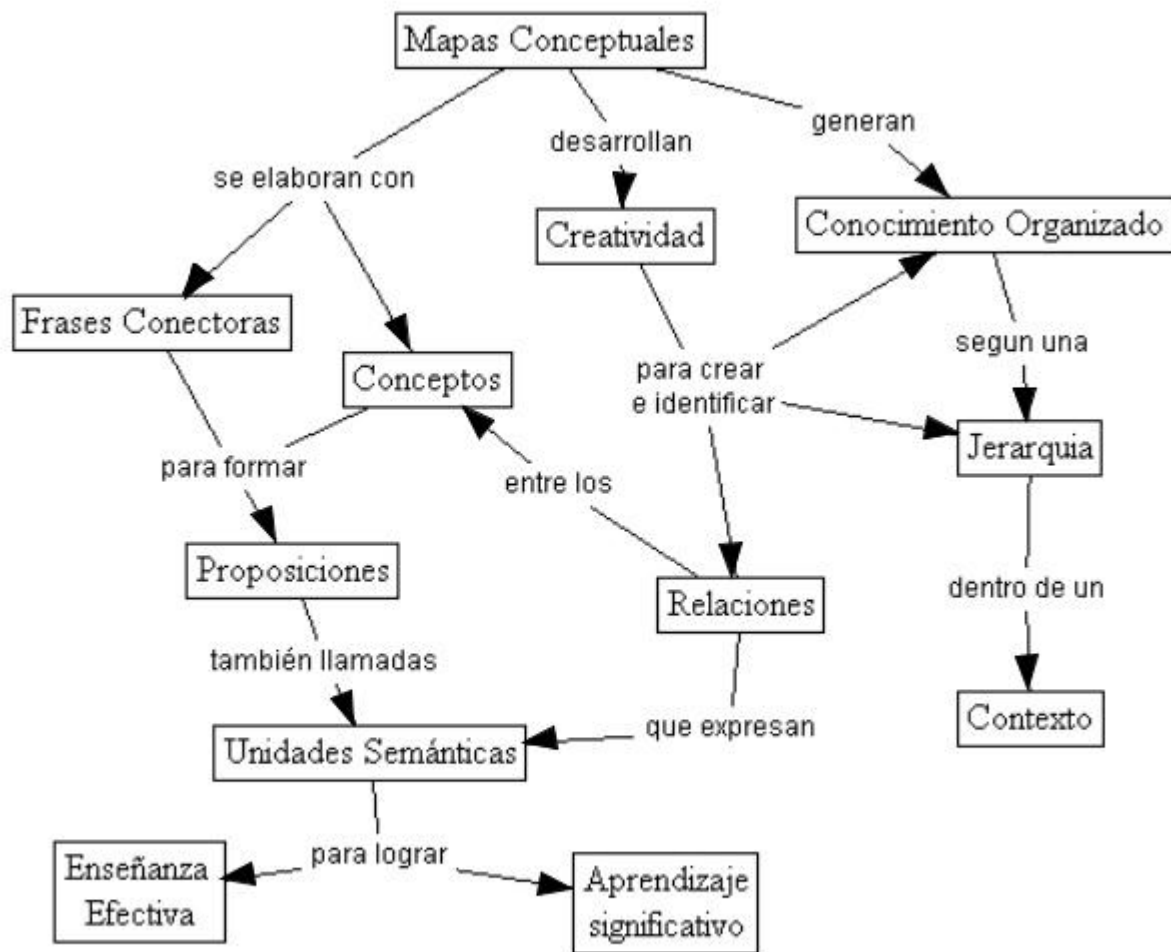 Mapas Conceptuales
generan
desarrollan
se elaboran con
Creatividad
Conocimiento Organizado
Frases Conectoras
segun una
Conceptos
para crear
e identificar
Jerarquia
para formar
entre los
Proposiciones
Relaciones
dentro de un
también llamadas
Contexto
que expresan
Unidades Semánticas
para lograr
Enseñanza
Efectiva
Aprendizaje
significativo